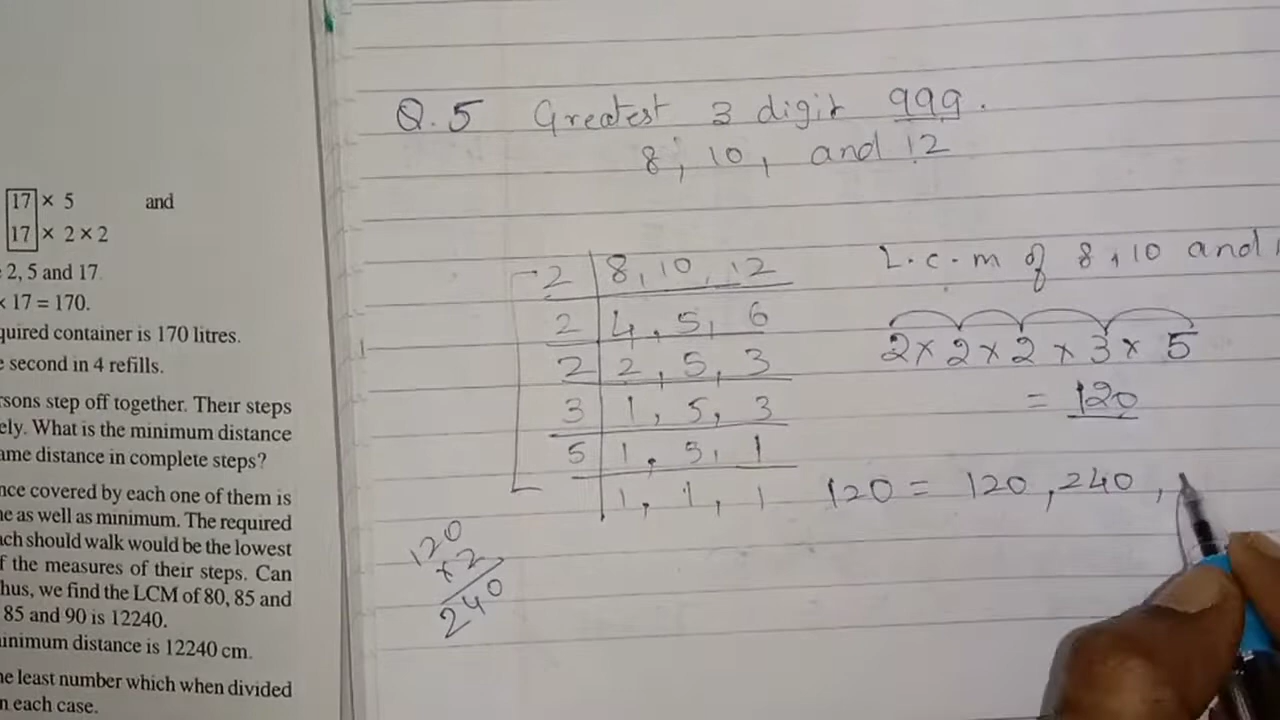 17 × 5 and
17 × 2 × 2
2, 5 and 17
× 17 = 170.
quired container is 170 litres.
second in 4 refills.
rsons step off together. Their steps
ely. What is the minimum distance
ame distance in complete steps?
nce covered by each one of them is
ne as well as minimum. The required
ach should walk would be the lowest
f the measures of their steps. Can
hus, we find the LCM of 80, 85 and
85 and 90 is 12240.
inimum distance is 12240 cm.
ne least number which when divided
n each case.
Q.5 Greatest 3 digit 999.
8, 10, and 12
2 | 8, 10, 12
2 | 4, 5, 6
2 | 2, 5, 3
3 | 1, 5, 3
5 | 1, 5, 1
1, 1, 1
L.c.m of 8, 10 and
2 × 2 × 2 × 3 × 5
= 120
120 = 120, 240,
120
× 2
240